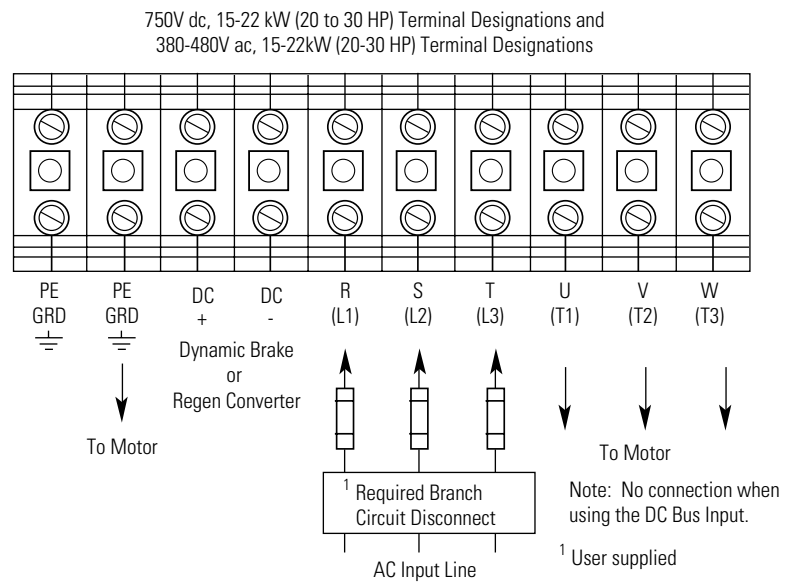 750V dc, 15-22 kW (20 to 30 HP) Terminal Designations and
380-480V ac, 15-22kW (20-30 HP) Terminal Designations
PE GRD
PE GRD
DC +
DC -
R (L1)
S (L2)
T (L3)
U (T1)
V (T2)
W (T3)
Dynamic Brake
or
Regen Converter
To Motor
1 Required Branch
Circuit Disconnect
AC Input Line
To Motor
Note: No connection when
using the DC Bus Input.
1 User supplied